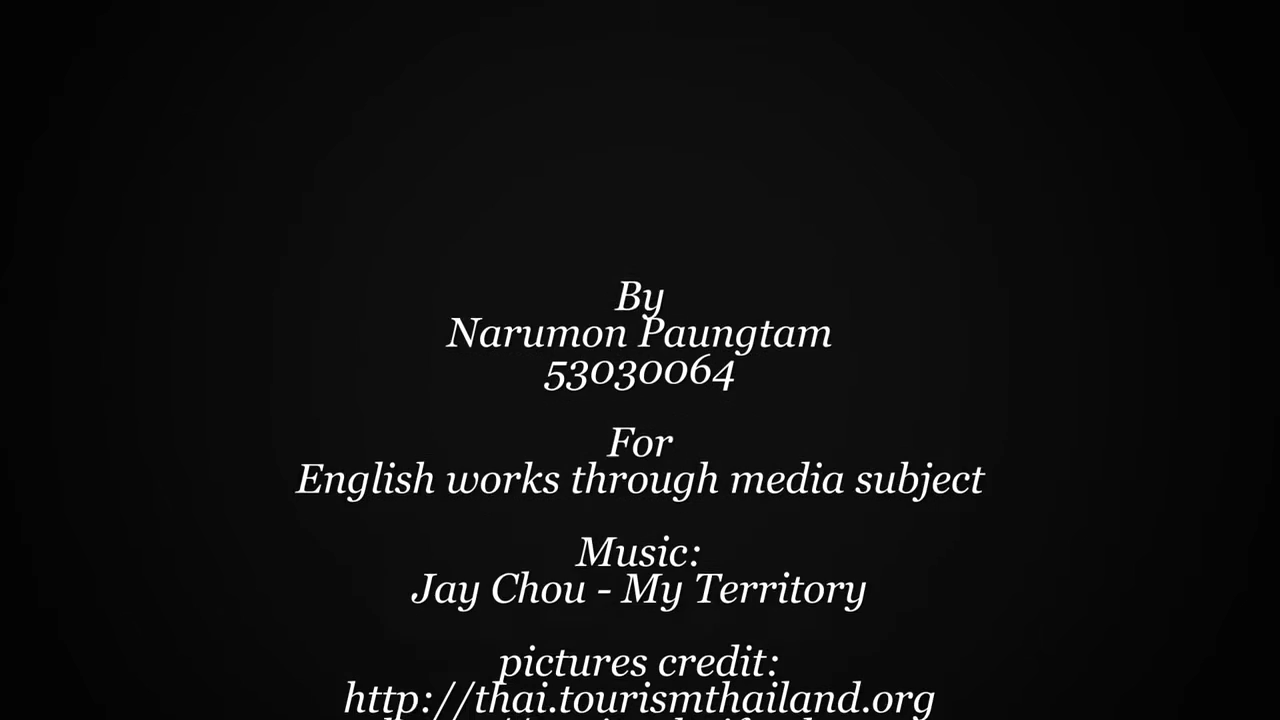 By
Narumon Paungtam
53030064
For
English works through media subject
Music:
Jay Chou - My Territory
pictures credit:
http://thai.tourismthailand.org